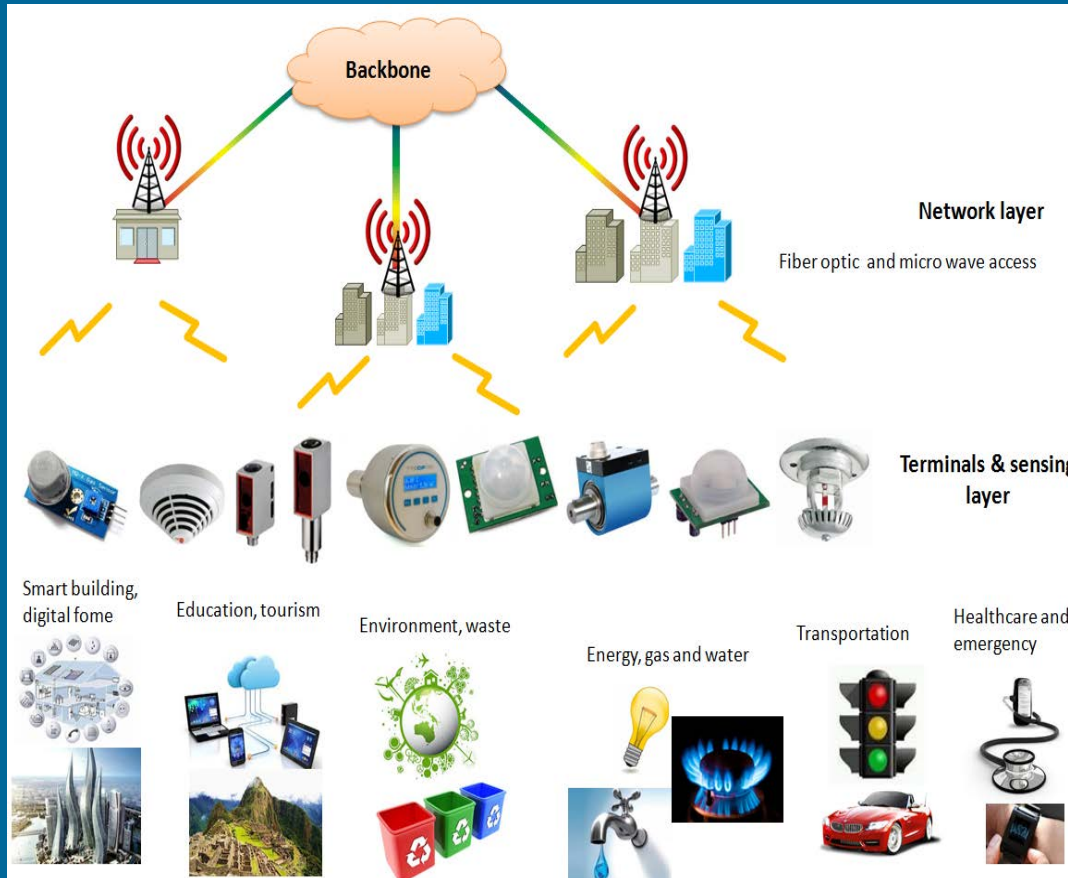 Backbone
Network layer
Fiber optic and micro wave access
Terminals & sensing
layer
Smart building,
digital fome
Education, tourism
Environment, waste
Energy, gas and water
Transportation
Healthcare and
emergency